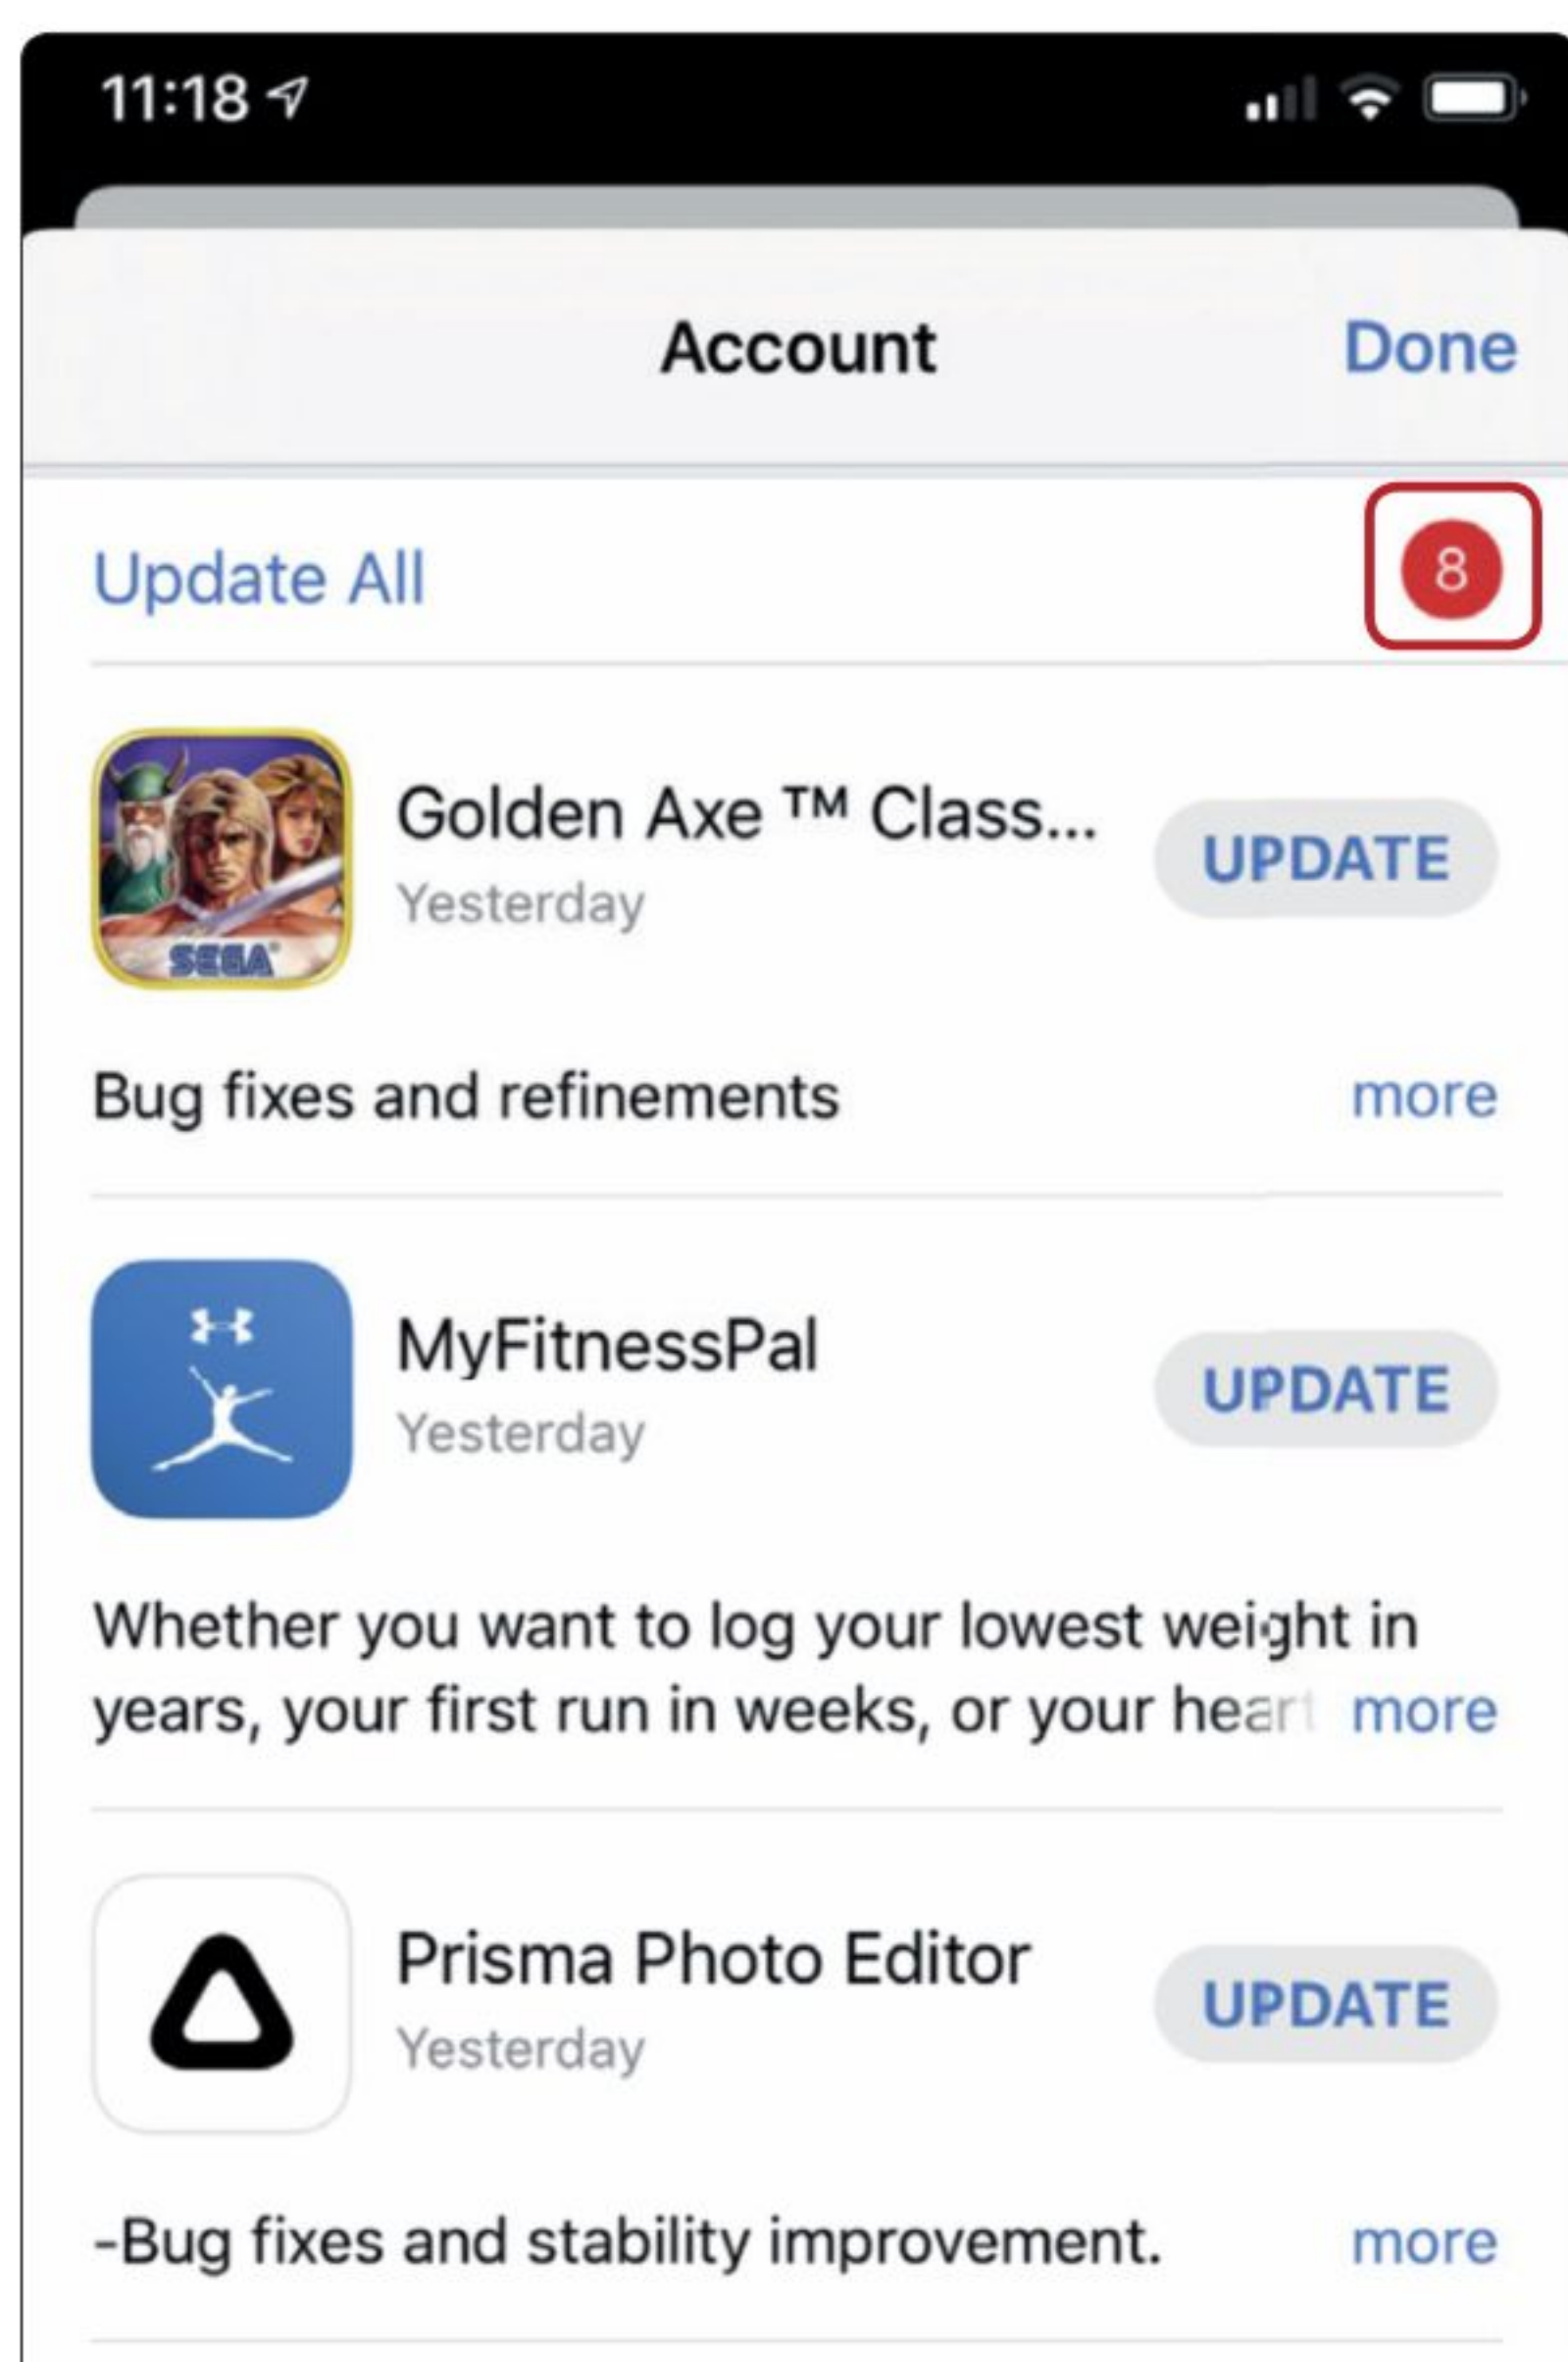 11:18
Account
Done
Update All
8
Golden Axe ™ Class...
Yesterday
UPDATE
SEGA®
Bug fixes and refinements
more
MyFitnessPal
Yesterday
UPDATE
Whether you want to log your lowest weight in
years, your first run in weeks, or your heart more
Prisma Photo Editor
Yesterday
UPDATE
-Bug fixes and stability improvement.
more